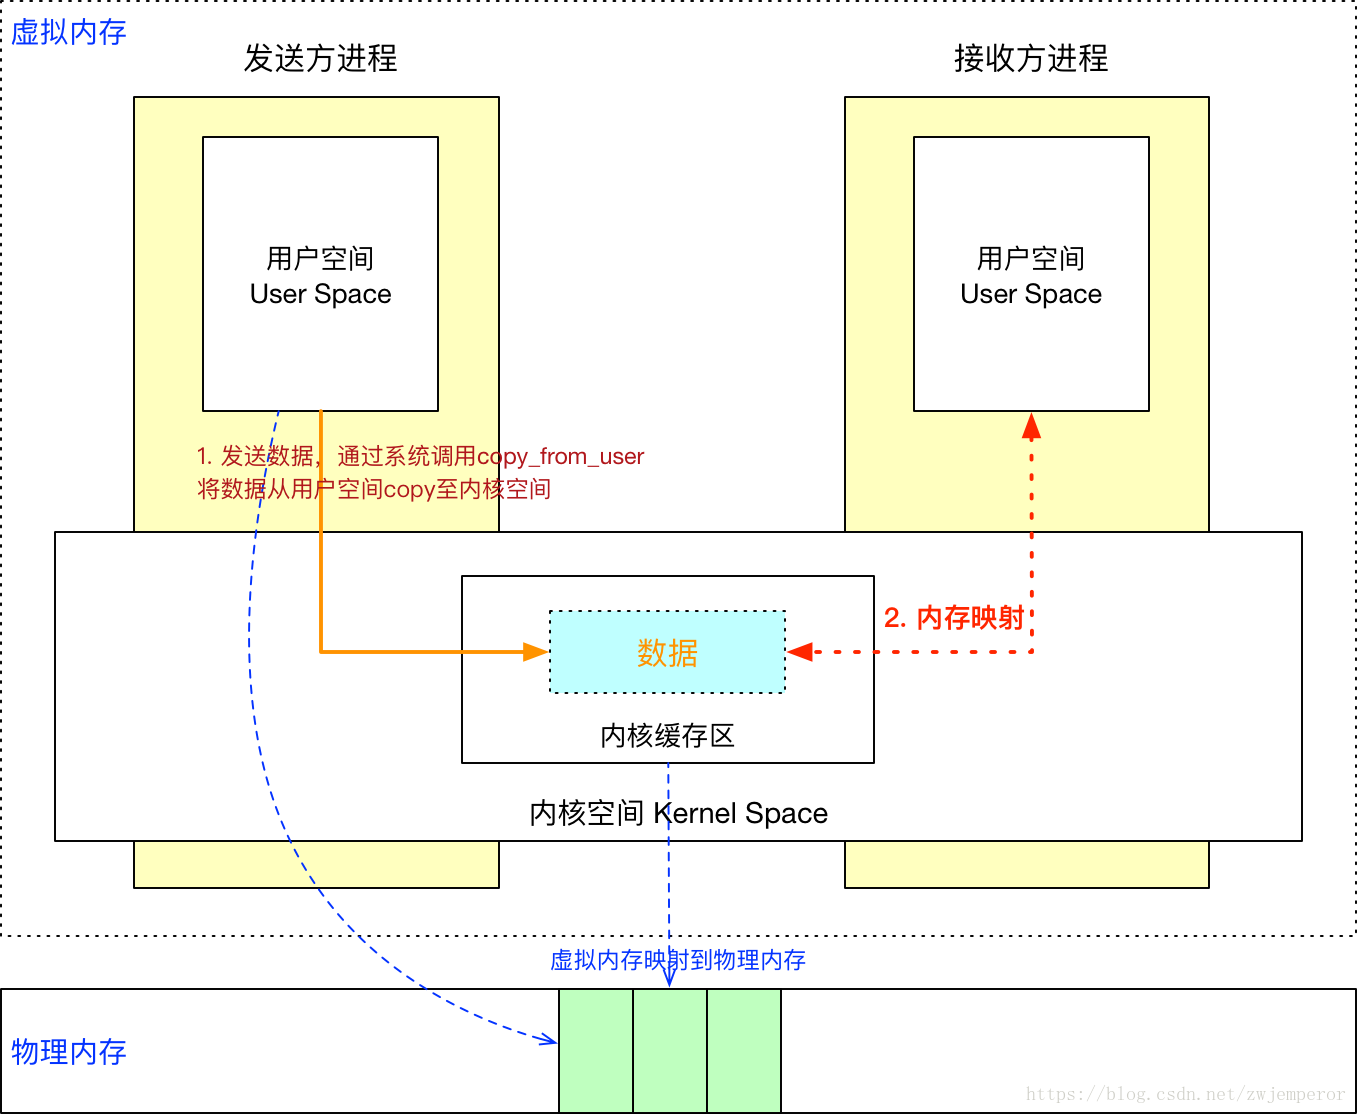 虚拟内存
发送方进程
接收方进程
用户空间
User Space
用户空间
User Space
1. 发送数据，通过系统调用copy_from_user
将数据从用户空间copy至内核空间
2. 内存映射
数据
内核缓存区
内核空间 Kernel Space
虚拟内存映射到物理内存
物理内存
https://blog.csdn.net/zwjemperor